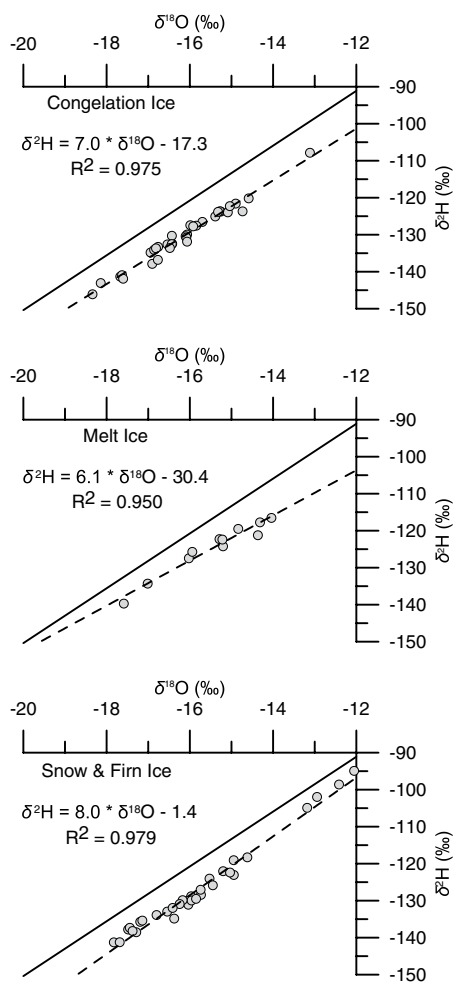 δ¹⁸O (‰)
-20 -18 -16 -14 -12
Congelation Ice
δ²H = 7.0 * δ¹⁸O - 17.3
R² = 0.975
-90
-100
-110
-120
-130
-140
-150
δ²H (‰)
δ¹⁸O (‰)
-20 -18 -16 -14 -12
Melt Ice
δ²H = 6.1 * δ¹⁸O - 30.4
R² = 0.950
-90
-100
-110
-120
-130
-140
-150
δ²H (‰)
δ¹⁸O (‰)
-20 -18 -16 -14 -12
Snow & Firn Ice
δ²H = 8.0 * δ¹⁸O - 1.4
R² = 0.979
-90
-100
-110
-120
-130
-140
-150
δ²H (‰)